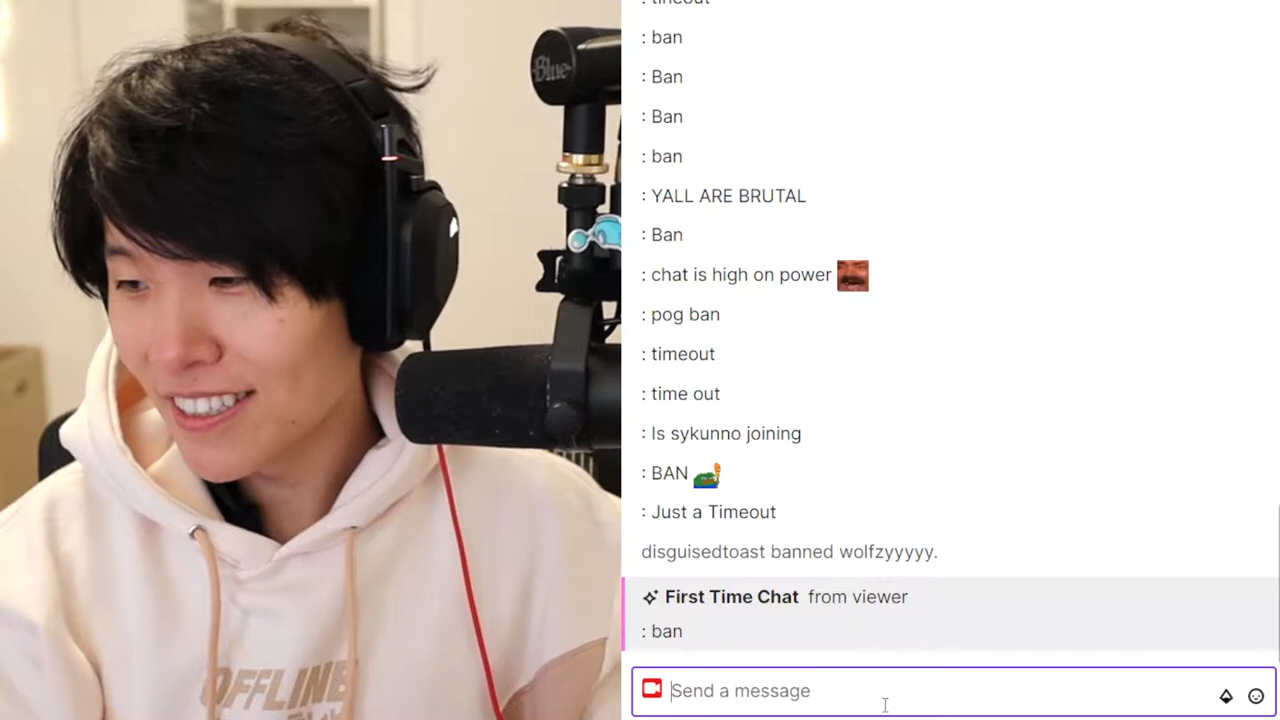 Blue
OFFLINE
: timeout
: ban
: Ban
: Ban
: ban
: YALL ARE BRUTAL
: Ban
: chat is high on power
: pog ban
: timeout
: time out
: Is sykunno joining
: BAN
: Just a Timeout
disguisedtoast banned wolfzyyyyy.
First Time Chat from viewer
: ban
Send a message